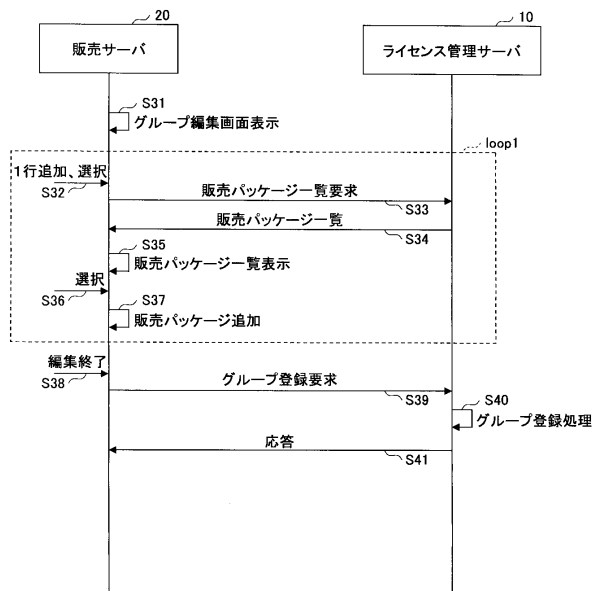 20
販売サーバ
10
ライセンス管理サーバ
S31
グループ編集画面表示
loop1
1行追加、選択
S32
販売パッケージ一覧要求
S33
販売パッケージ一覧
S34
S35
販売パッケージ一覧表示
選択
S36
S37
販売パッケージ追加
編集終了
S38
グループ登録要求
S39
S40
グループ登録処理
応答
S41